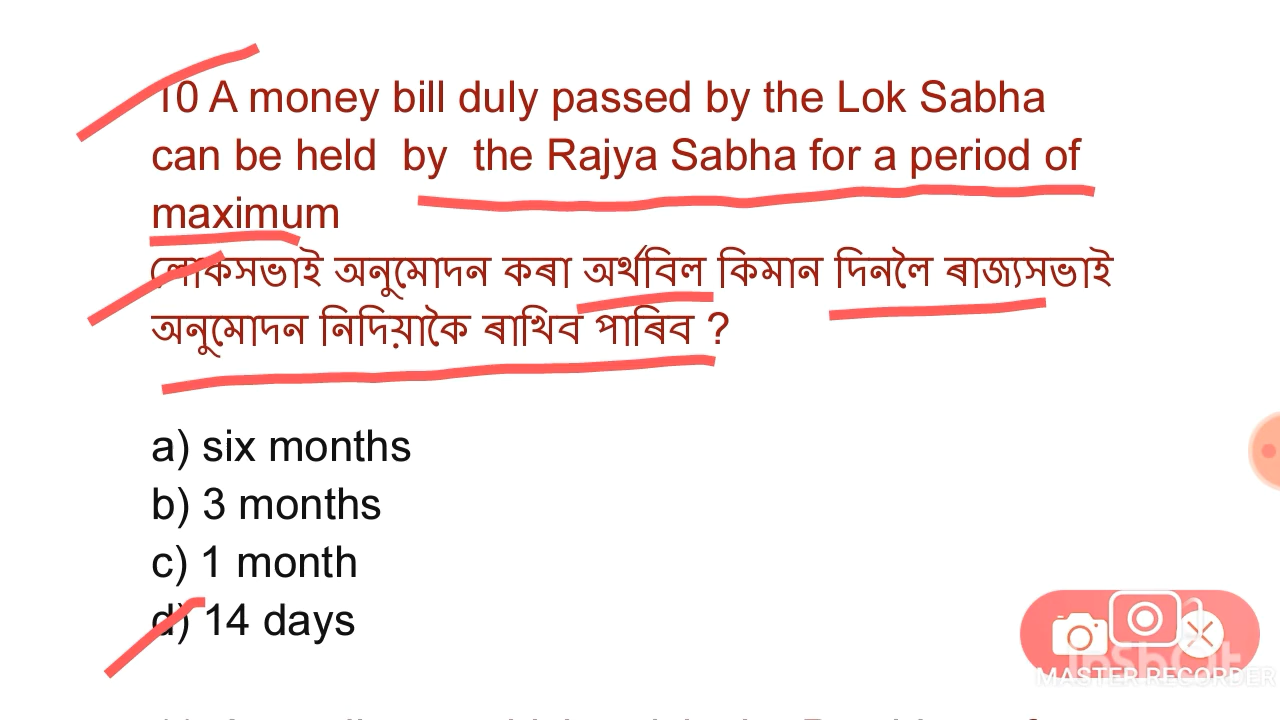 10 A money bill duly passed by the Lok Sabha
can be held by the Rajya Sabha for a period of
maximum
লোকসভাই অনুমোদন কৰা অৰ্থবিল কিমান দিনলৈ ৰাজ্যসভাই
অনুমোদন নিদিয়াকৈ ৰাখিব পাৰিব ?
a) six months
b) 3 months
c) 1 month
d) 14 days
MASTER RECORDER